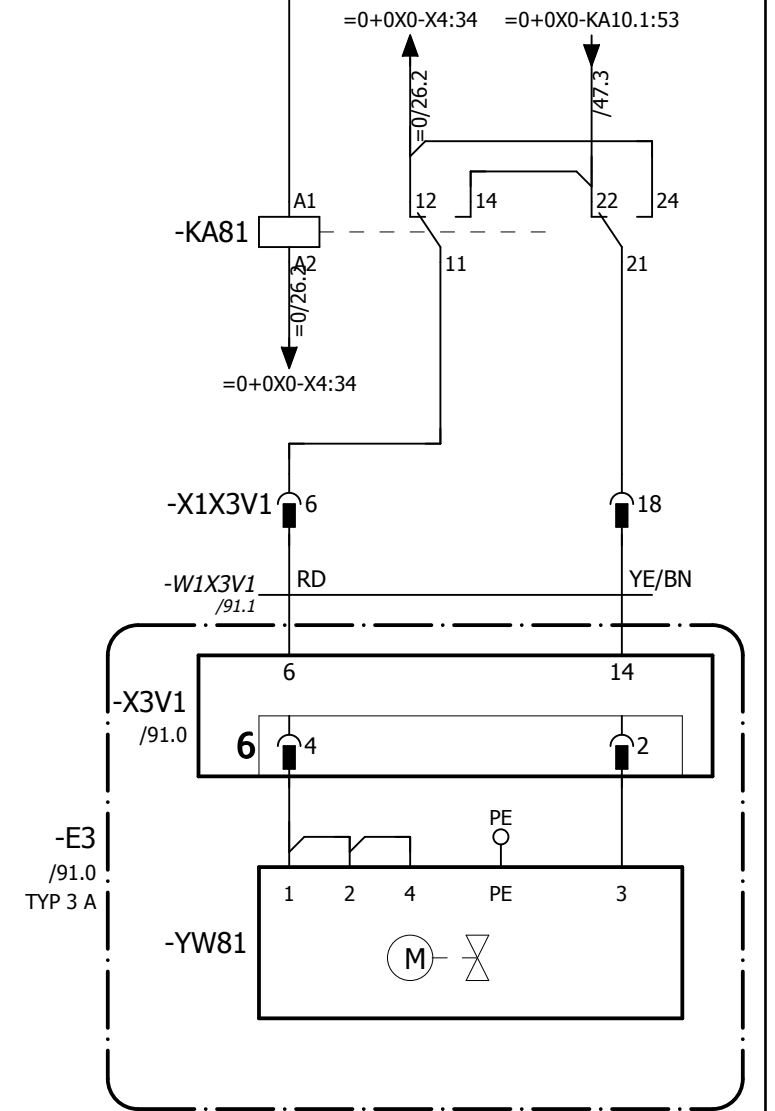 =0+0X0-X4:34 =0+0X0-KA10.1:53
=0/26.2 /47.3
A1 12 14 22 24
-KA81
A2 11 21
=0/26.2
=0+0X0-X4:34
-X1X3V1 6 18
-W1X3V1 RD YE/BN
/91.1
6 14
-X3V1
/91.0 6 4 2
-E3 PE
/91.0
TYP 3 A 1 2 4 PE 3
-YW81 M